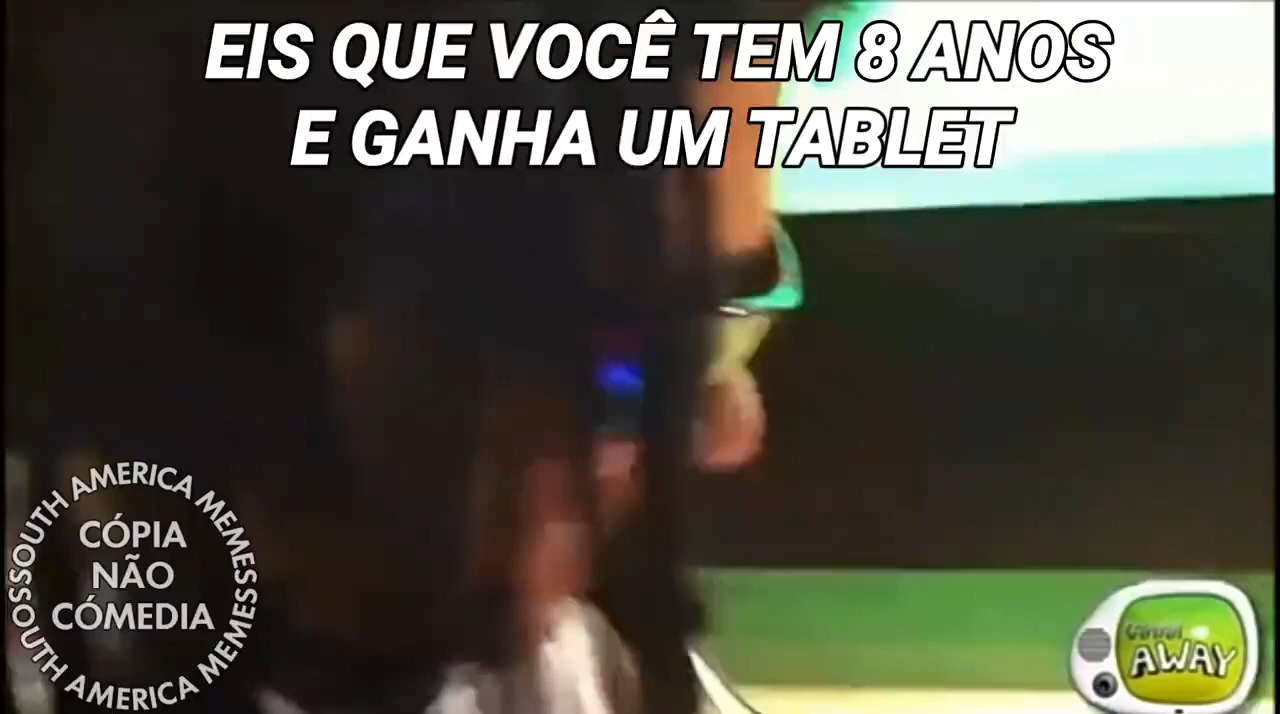 EIS QUE VOCÊ TEM 8 ANOS
E GANHA UM TABLET
SOUTH AMERICA MEMES
CÓPIA
NÃO
CÓMEDIA
SOUTH AMERICA MEMES
Canal
AWAY